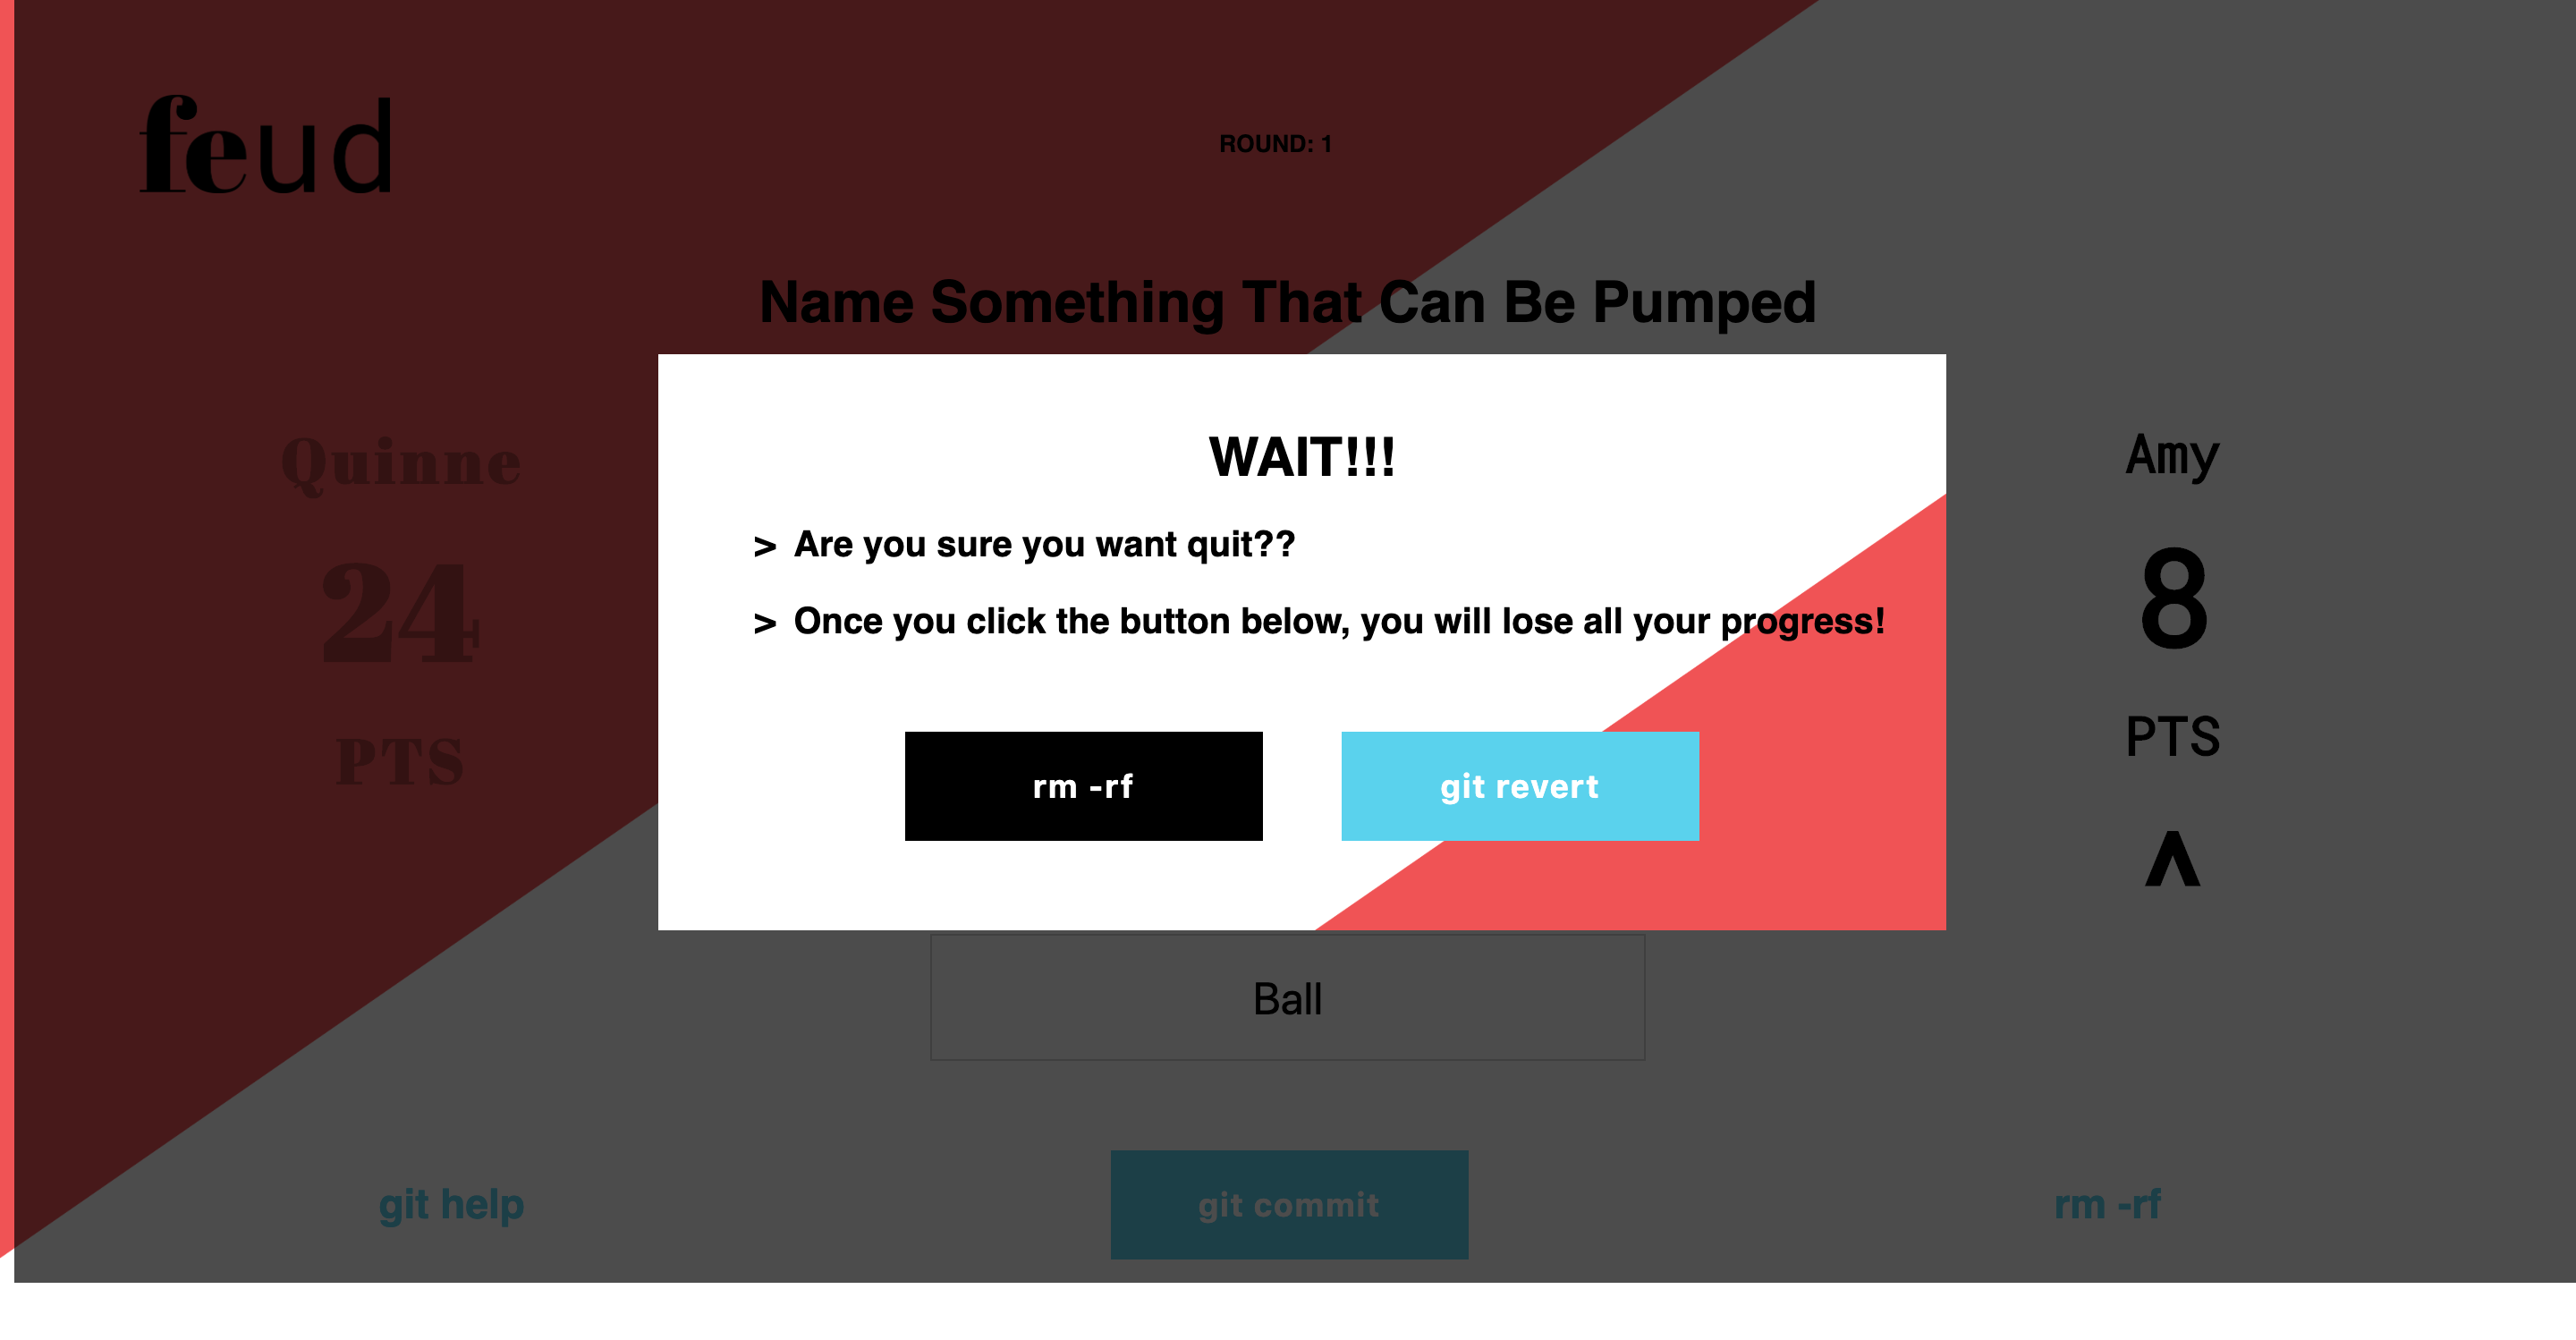 feud
ROUND: 1
Name Something That Can Be Pumped
WAIT!!!
> Are you sure you want quit??
> Once you click the button below, you will lose all your progress!
rm -rf
git revert
Quinne
24
PTS
Amy
8
PTS
^
Ball
git help
git commit
rm -rf